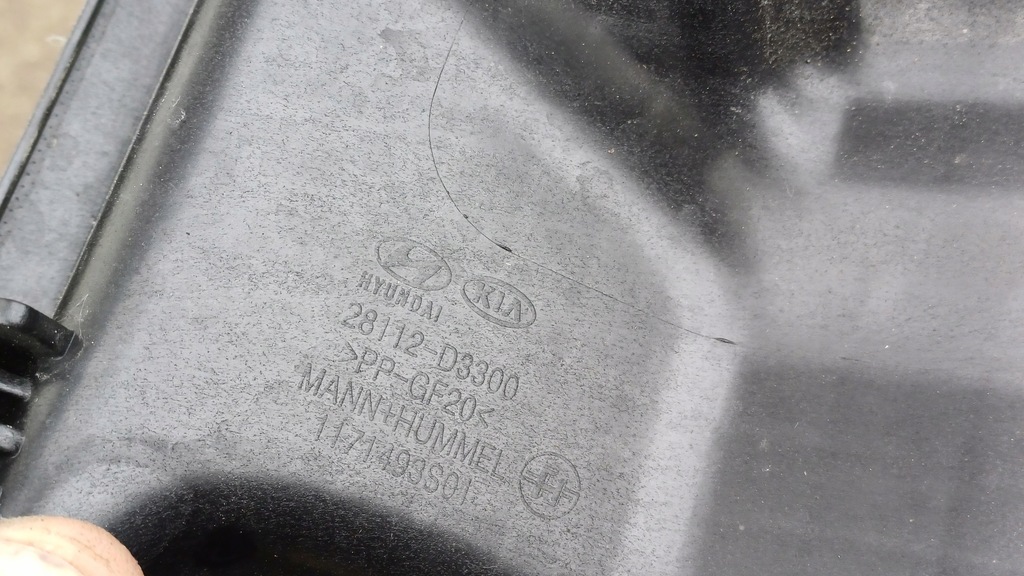 HYUNDAI KIA
28112-D3300
>PP-GF20<
MANN+HUMMEL
1171493S01